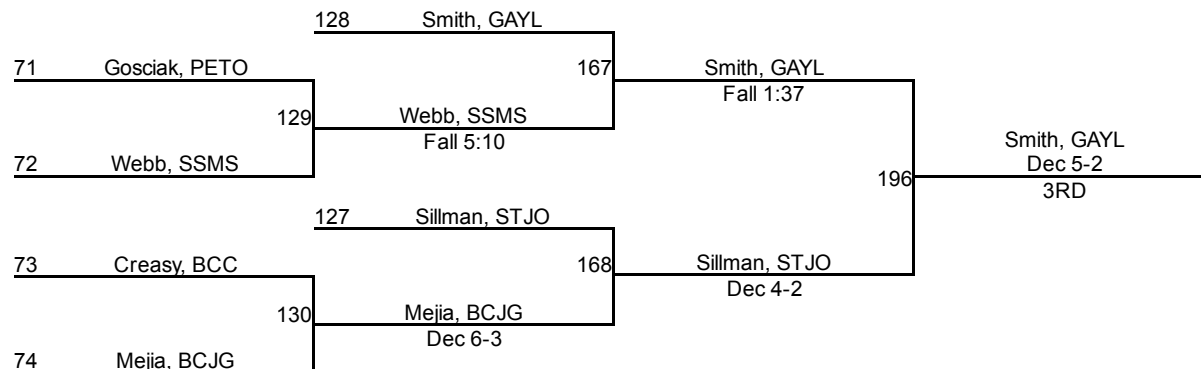 128 Smith, GAYL
71 Gosciak, PETO
167 Smith, GAYL
Fall 1:37
129 Webb, SSMS
Fall 5:10
Smith, GAYL
Dec 5-2
3RD
72 Webb, SSMS
196
127 Sillman, STJO
73 Creasy, BCC
168 Sillman, STJO
Dec 4-2
130 Mejia, BCJG
Dec 6-3
74 Mejia, BCJG